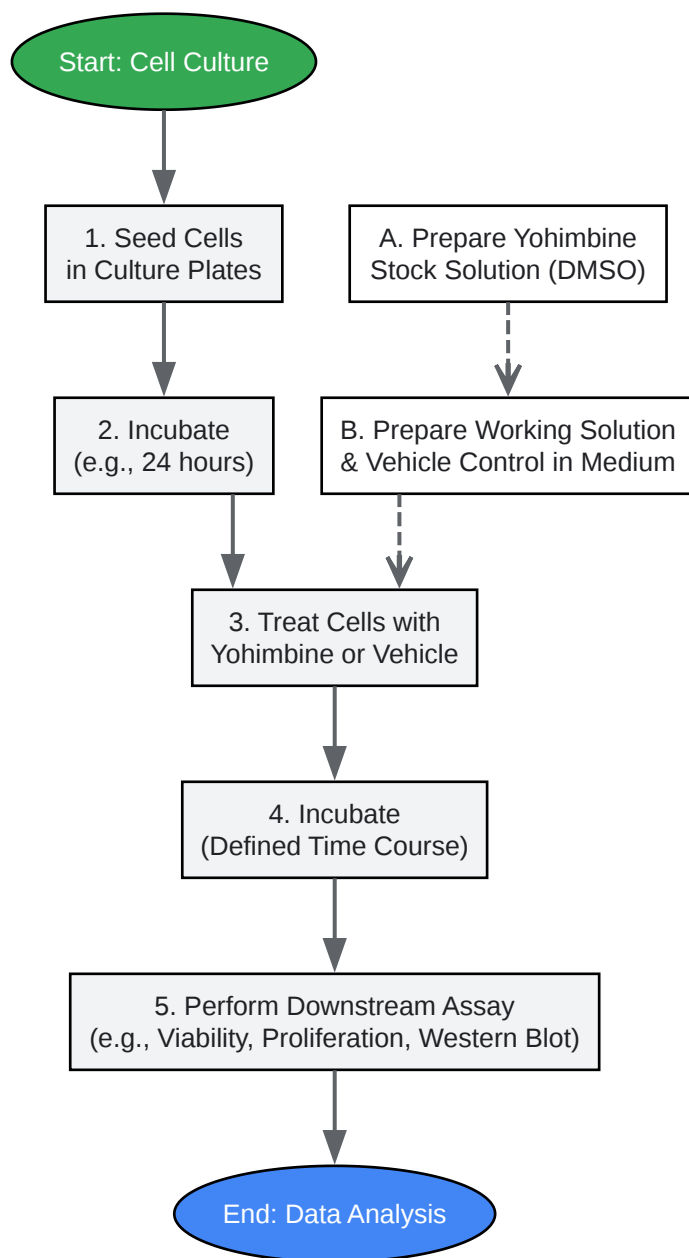 Start: Cell Culture
1. Seed Cells
in Culture Plates
A. Prepare Yohimbine
Stock Solution (DMSO)
2. Incubate
(e.g., 24 hours)
B. Prepare Working Solution
& Vehicle Control in Medium
3. Treat Cells with
Yohimbine or Vehicle
4. Incubate
(Defined Time Course)
5. Perform Downstream Assay
(e.g., Viability, Proliferation, Western Blot)
End: Data Analysis